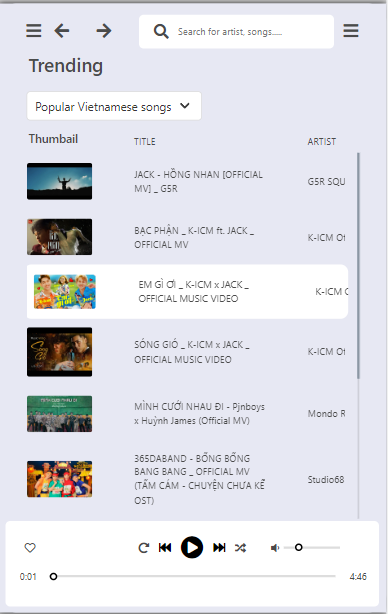 Search for artist, songs.....
Trending
Popular Vietnamese songs
Thumbail TITLE ARTIST
JACK - HỒNG NHAN [OFFICIAL
MV] _ G5R
G5R SQU
BẠC PHẬN _ K-ICM ft. JACK _
OFFICIAL MV
K-ICM Of
EM GÌ ƠI _ K-ICM x JACK _
OFFICIAL MUSIC VIDEO
K-ICM O
SÓNG GIÓ _ K-ICM x JACK _
OFFICIAL MUSIC VIDEO
K-ICM Of
MÌNH CƯỚI NHAU ĐI - Pjnboys
x Huỳnh James (Official MV)
Mondo R
365DABAND - BỐNG BỐNG
BANG BANG _ OFFICIAL MV
(TẤM CÁM - CHUYỆN CHƯA KỂ
OST)
Studio68
0:01 4:46